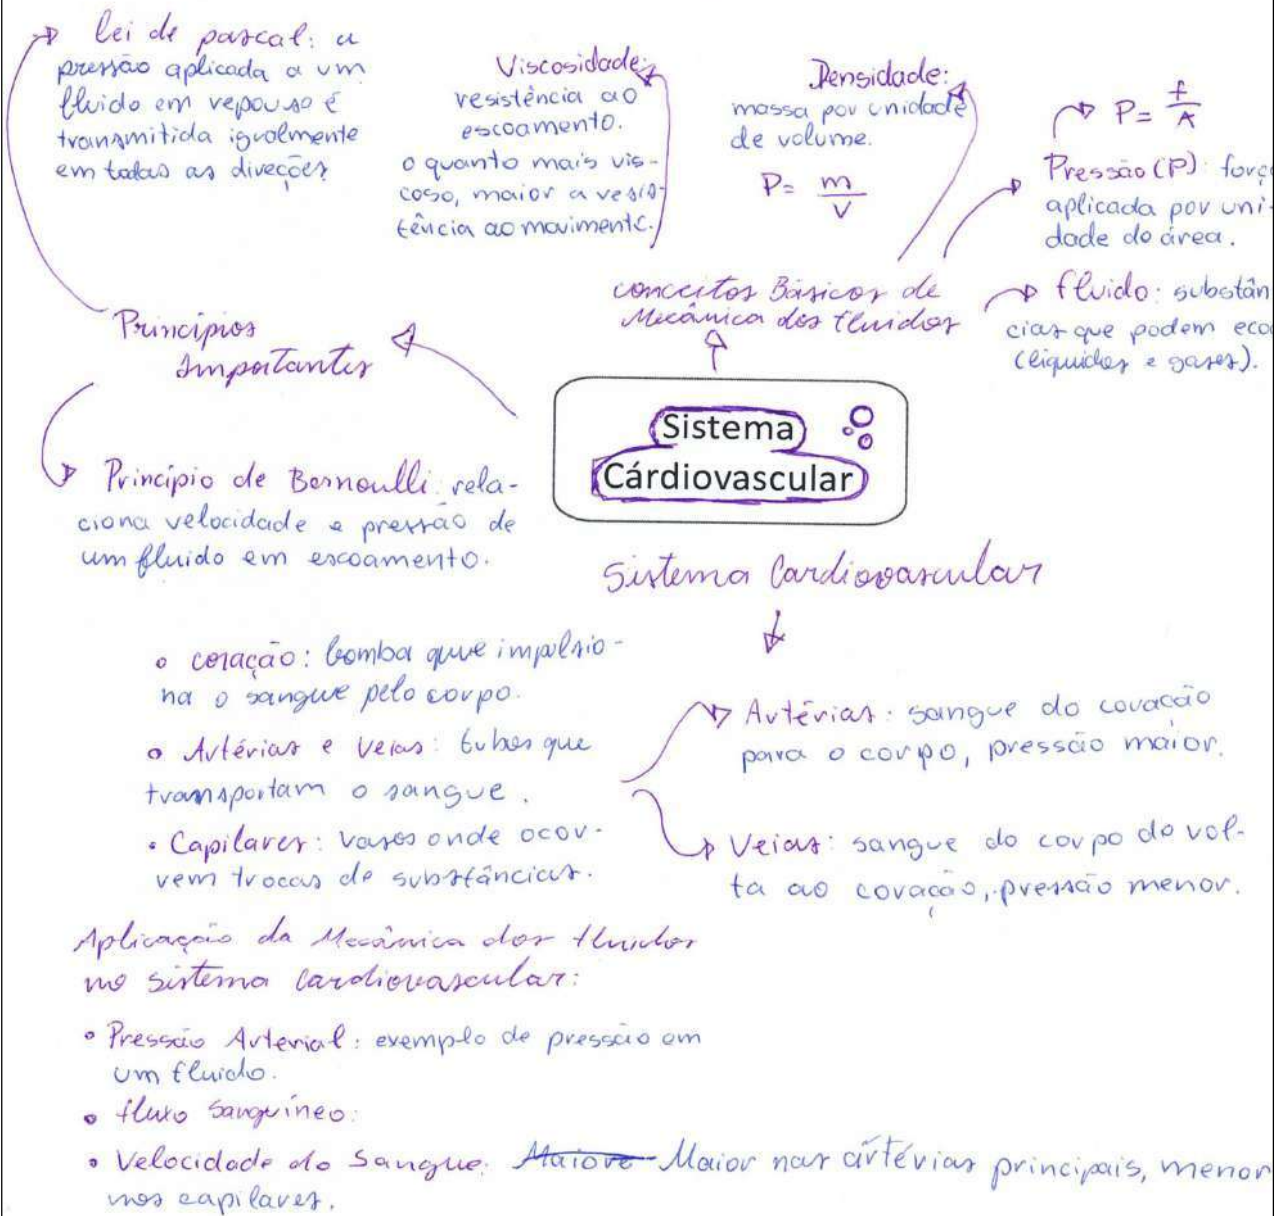 lei de pascal: a
pressão aplicada a um
fluido em repouso é
transmitida igualmente
em todas as direções
Viscosidade:
resistência ao
escoamento.
o quanto mais vis-
coso, maior a resis-
tência ao movimento.
Densidade:
massa por unidade
de volume.
P= m/V
P= f/A
Pressão (P): forç
aplicada por uni-
dade do área.
fluido: substân
cias que podem eco
(liquidos e gases).
conceitos Básicos de
Mecânica dos fluidos
Princípios
Importantes
Sistema
Cárdiovascular
Princípio de Bernoulli: rela-
ciona velocidade e pressão de
um fluido em escoamento.
Sistema Cardiovascular
coração: bomba que impulsio-
na o sangue pelo corpo.
Artérias e Veias: tubos que
transportam o sangue.
Capilares: vasos onde ocor-
rem trocas de substâncias.
Artérias: sangue do coracão
para o corpo, pressão maior.
Veias: sangue do corpo do vol-
ta ao coração, pressão menor.
Aplicação da Mecânica dos fluidos
no sistema cardiovascular:
• Pressão Arterial: exemplo de pressão em
um fluido.
• fluxo Sanguíneo:
• Velocidade do Sangue: Maiore Maior nas artérias principais, menor
nos capilares.